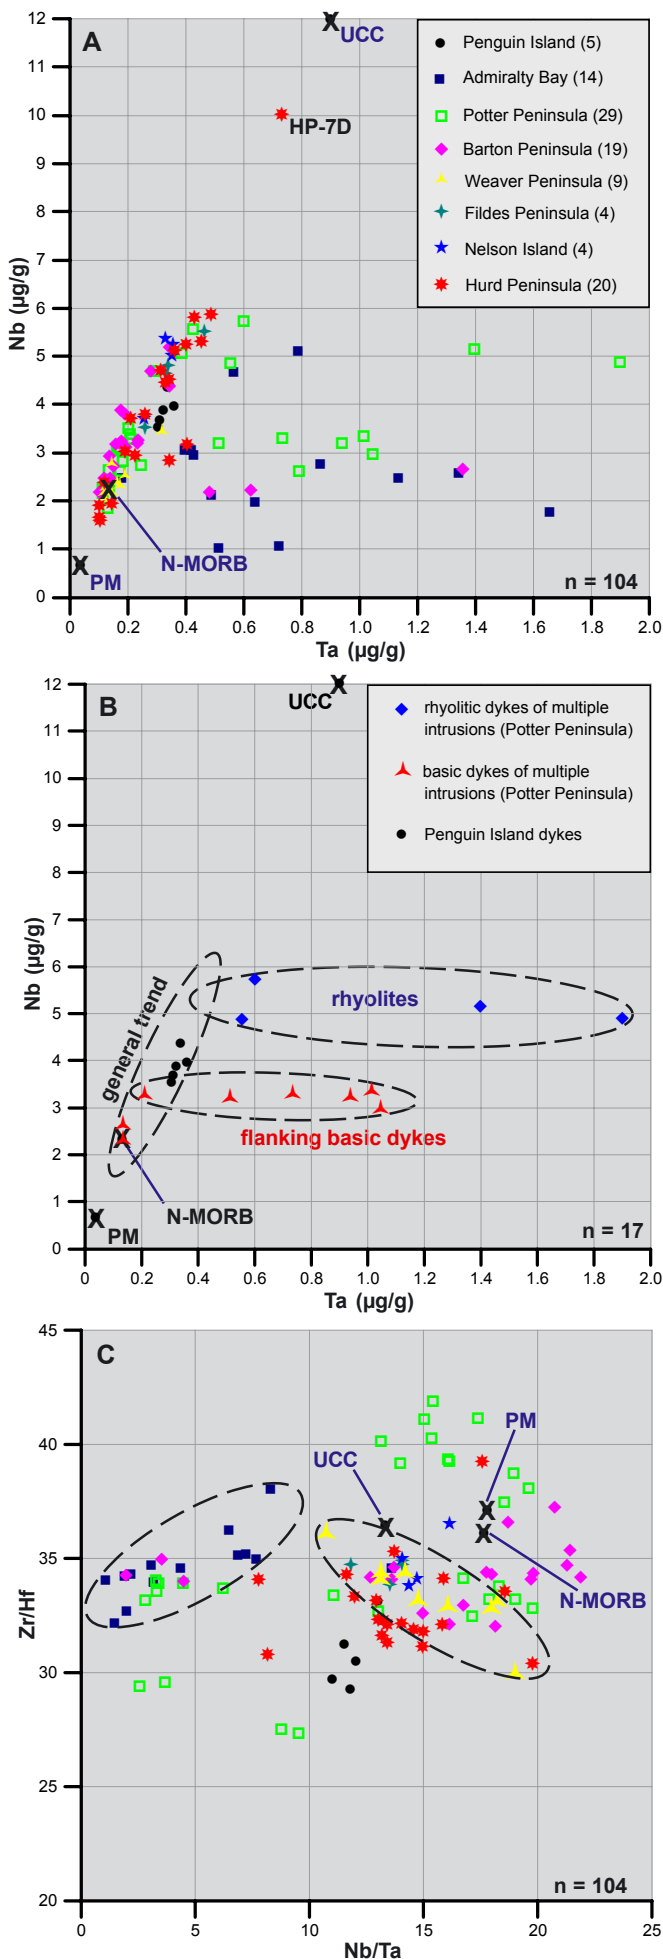 A
UCC
HP-7D
Penguin Island (5)
Admiralty Bay (14)
Potter Peninsula (29)
Barton Peninsula (19)
Weaver Peninsula (9)
Fildes Peninsula (4)
Nelson Island (4)
Hurd Peninsula (20)
12
11
10
9
8
7
6
5
4
3
2
1
0
Nb (µg/g)
N-MORB
PM
n = 104
0 0.2 0.4 0.6 0.8 1.0 1.2 1.4 1.6 1.8 2.0
Ta (µg/g)
B
UCC
rhyolitic dykes of multiple
intrusions (Potter Peninsula)
basic dykes of multiple
intrusions (Potter Peninsula)
Penguin Island dykes
12
11
10
9
8
7
6
5
4
3
2
1
0
Nb (µg/g)
general trend
rhyolites
flanking basic dykes
N-MORB
PM
n = 17
0 0.2 0.4 0.6 0.8 1.0 1.2 1.4 1.6 1.8 2.0
Ta (µg/g)
C
45
40
35
30
25
20
Zr/Hf
PM
UCC
N-MORB
n = 104
0 5 10 15 20 25
Nb/Ta